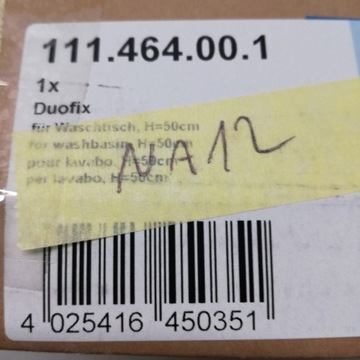 111.464.00.1
1x
Duofix
für Waschtisch, H=50cm
for washbasin, H=50cm
pour lavabo, H=50cm
per lavabo, H=50cm
NA12
4 025416 450351